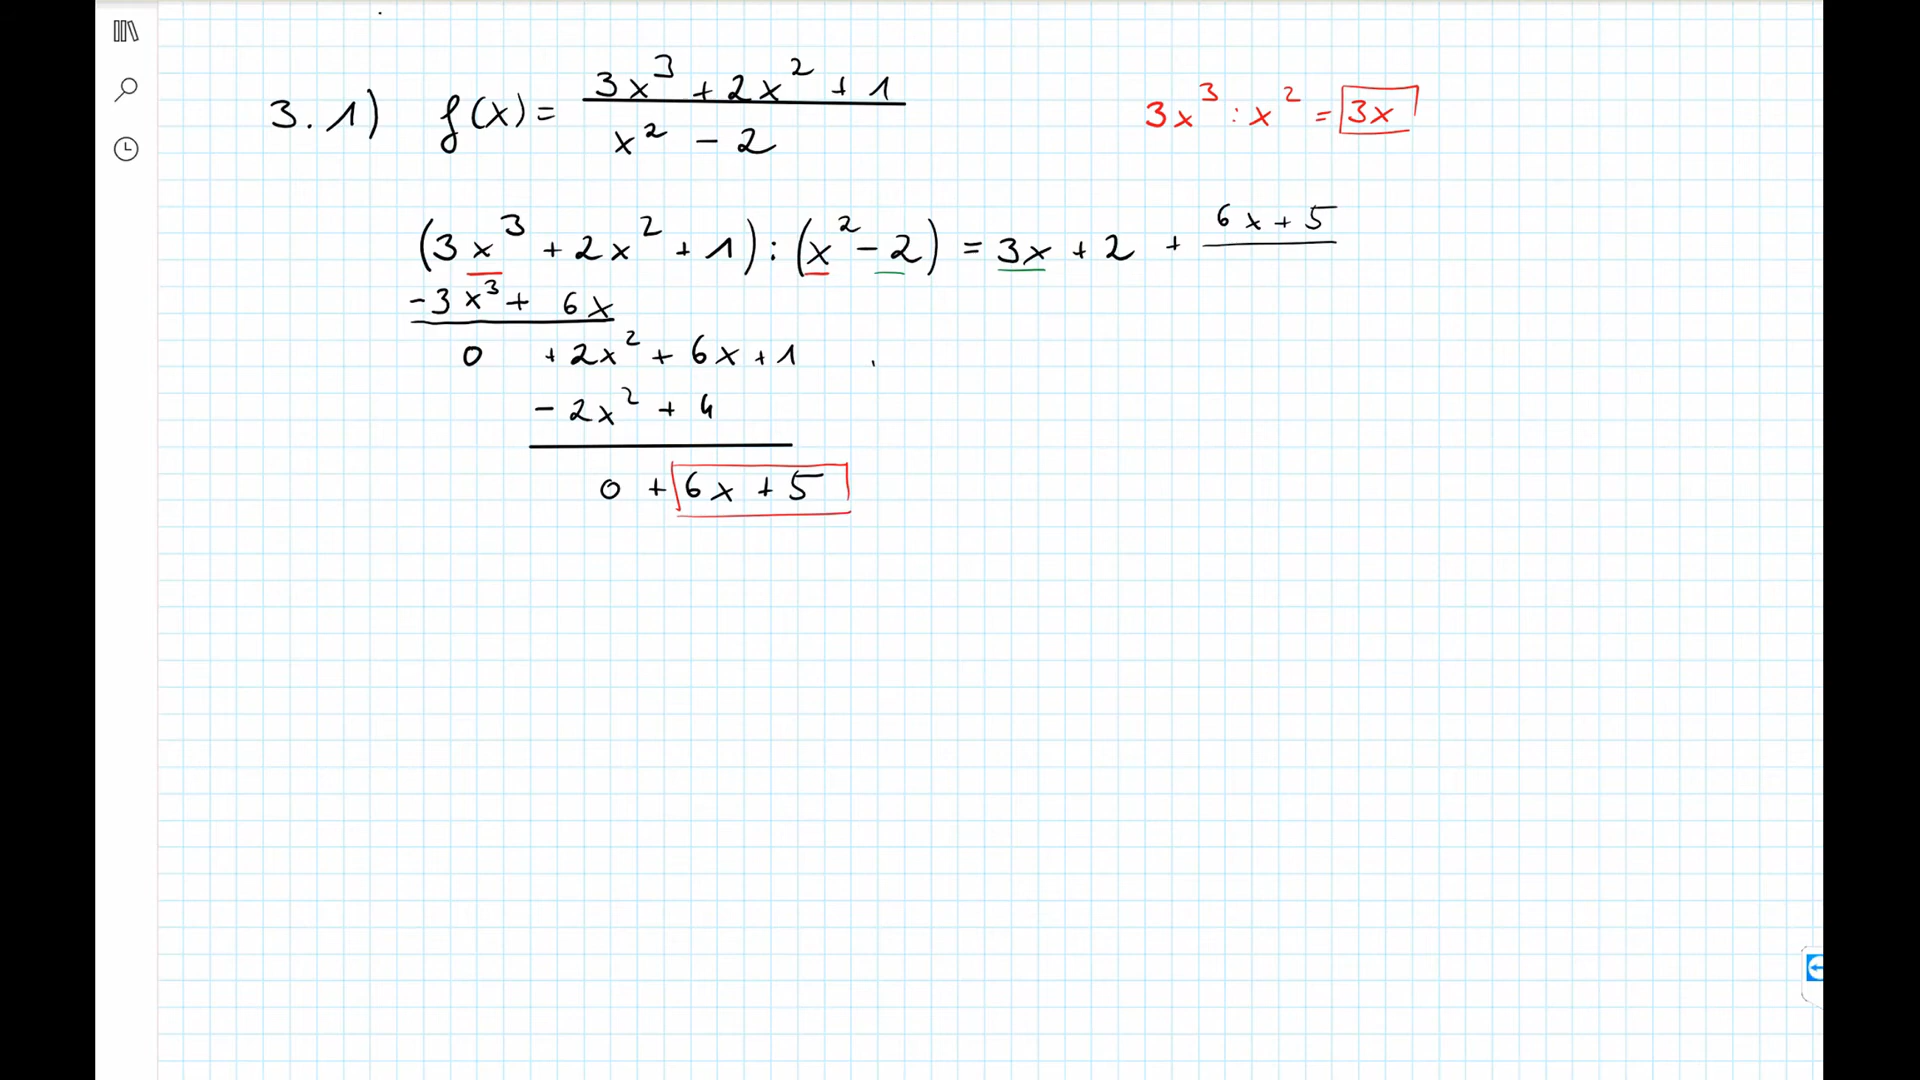 3.1) f(x) = (3x³ + 2x² + 1) / (x² - 2)
3x³ : x² = 3x
(3x³ + 2x² + 1) : (x² - 2) = 3x + 2 + (6x + 5) /
-3x³ + 6x
0 + 2x² + 6x + 1
- 2x² + 4
0 + 6x + 5